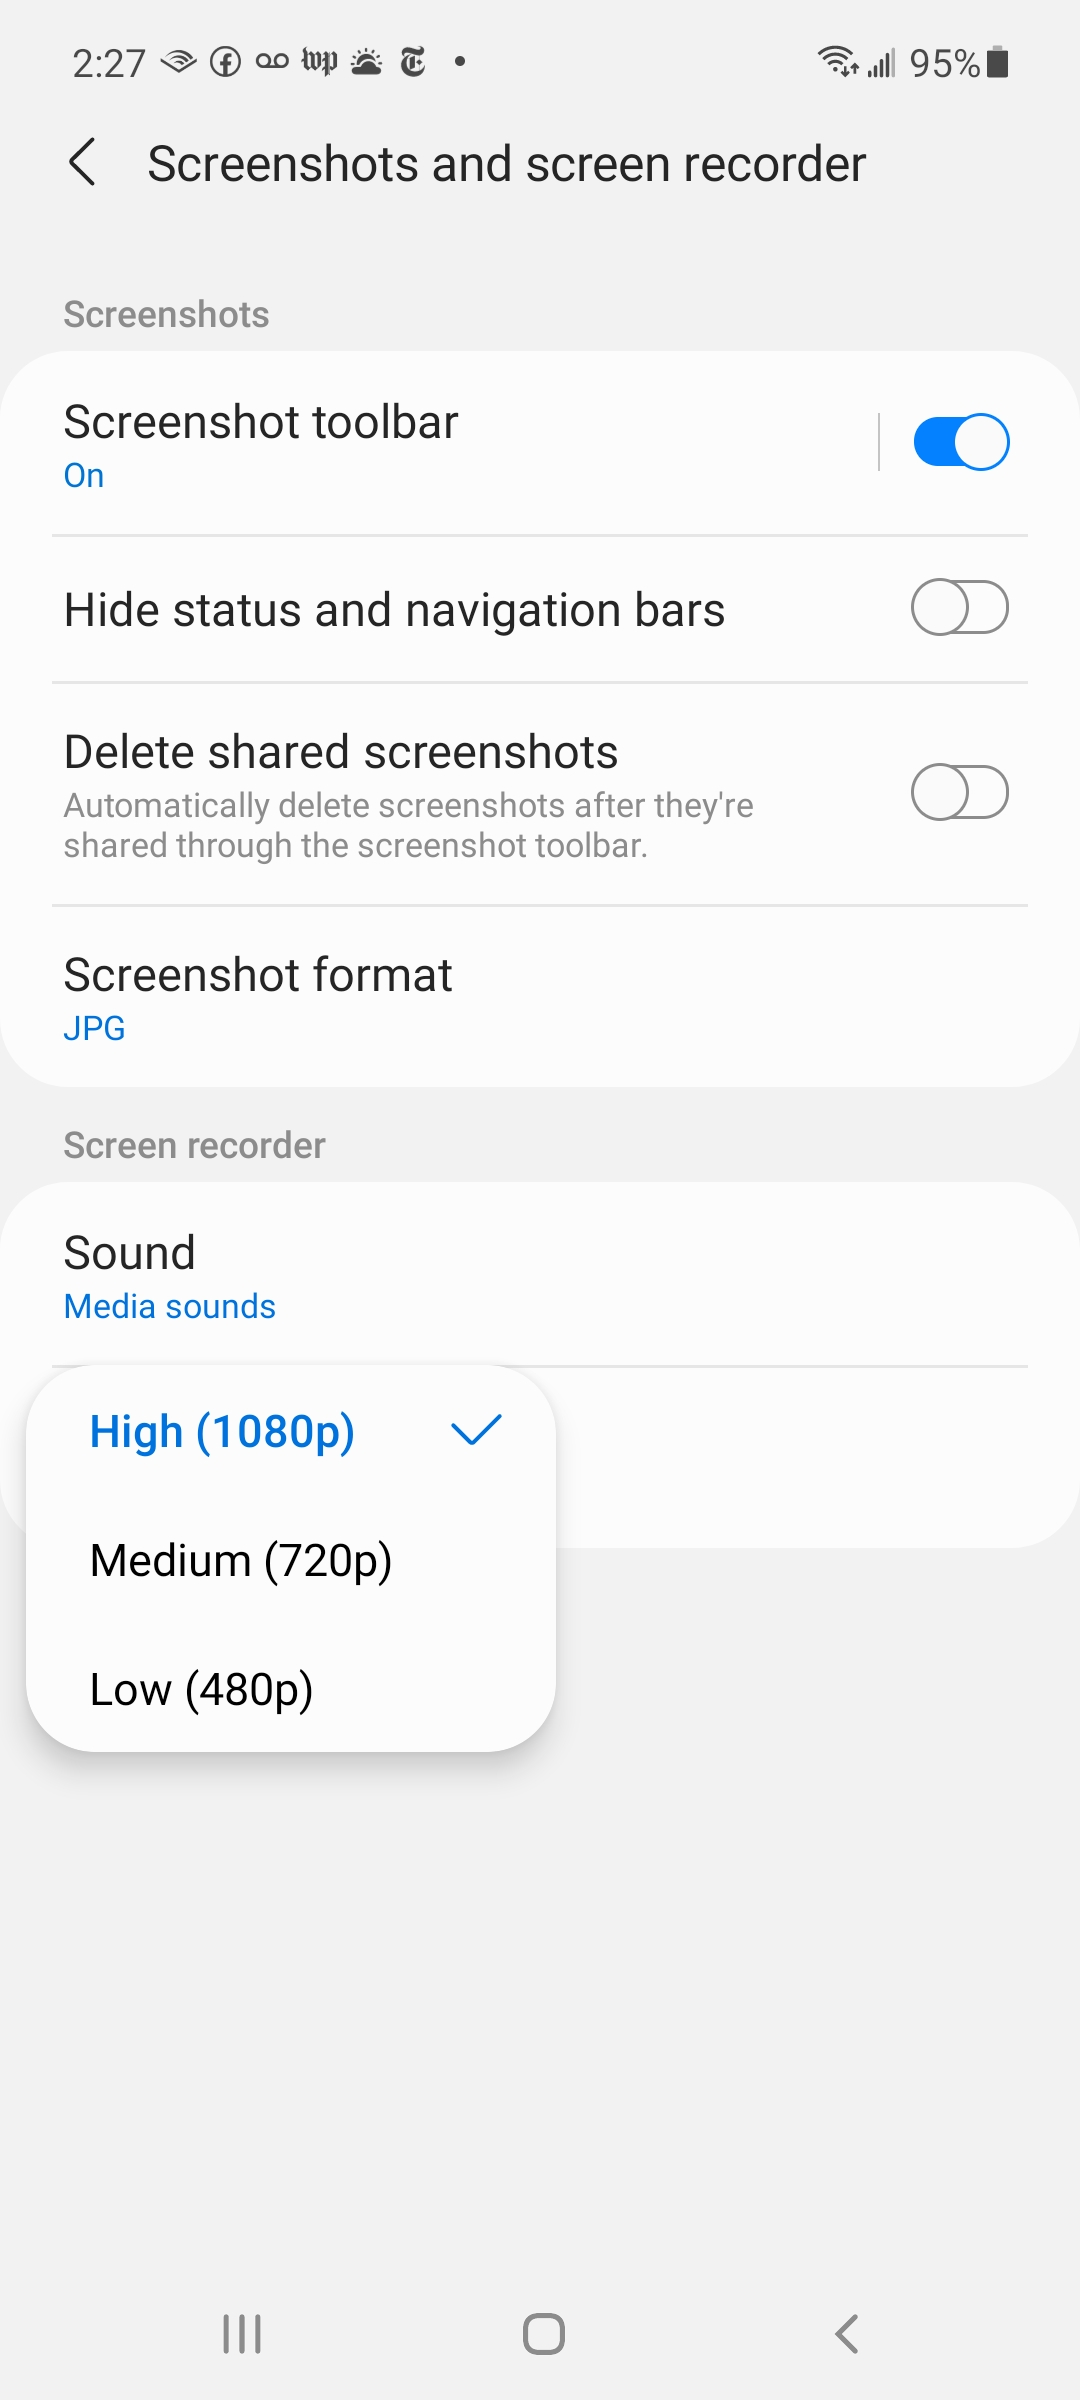 2:27 95%
Screenshots and screen recorder
Screenshots
Screenshot toolbar
On
Hide status and navigation bars
Delete shared screenshots
Automatically delete screenshots after they're
shared through the screenshot toolbar.
Screenshot format
JPG
Screen recorder
Sound
Media sounds
High (1080p)
Medium (720p)
Low (480p)